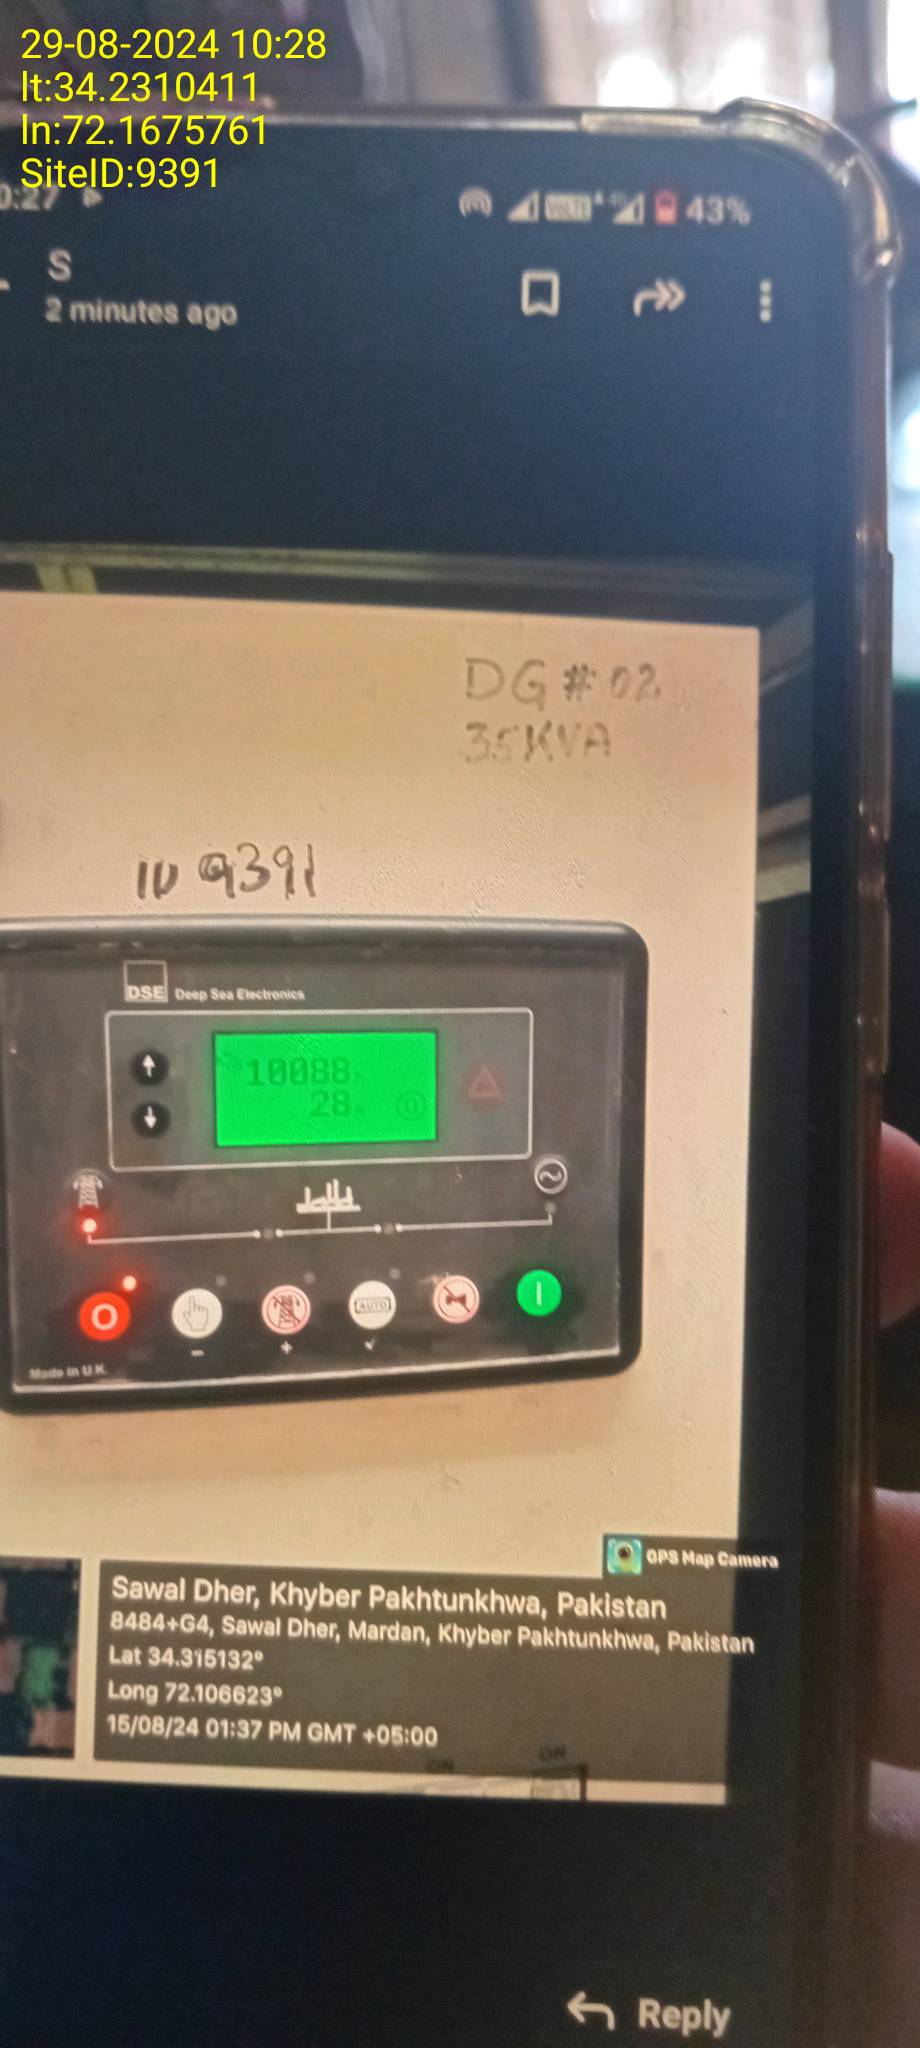 29-08-2024 10:28
lt:34.2310411
ln:72.1675761
SiteID:9391
0:27
43%
S
2 minutes ago
DG # 02
35KVA
ID 9391
DSE Deep Sea Electronics
10088
28
AUTO
Made in U.K.
GPS Map Camera
Sawal Dher, Khyber Pakhtunkhwa, Pakistan
8484+G4, Sawal Dher, Mardan, Khyber Pakhtunkhwa, Pakistan
Lat 34.315132°
Long 72.106623°
15/08/24 01:37 PM GMT +05:00
ON
Reply